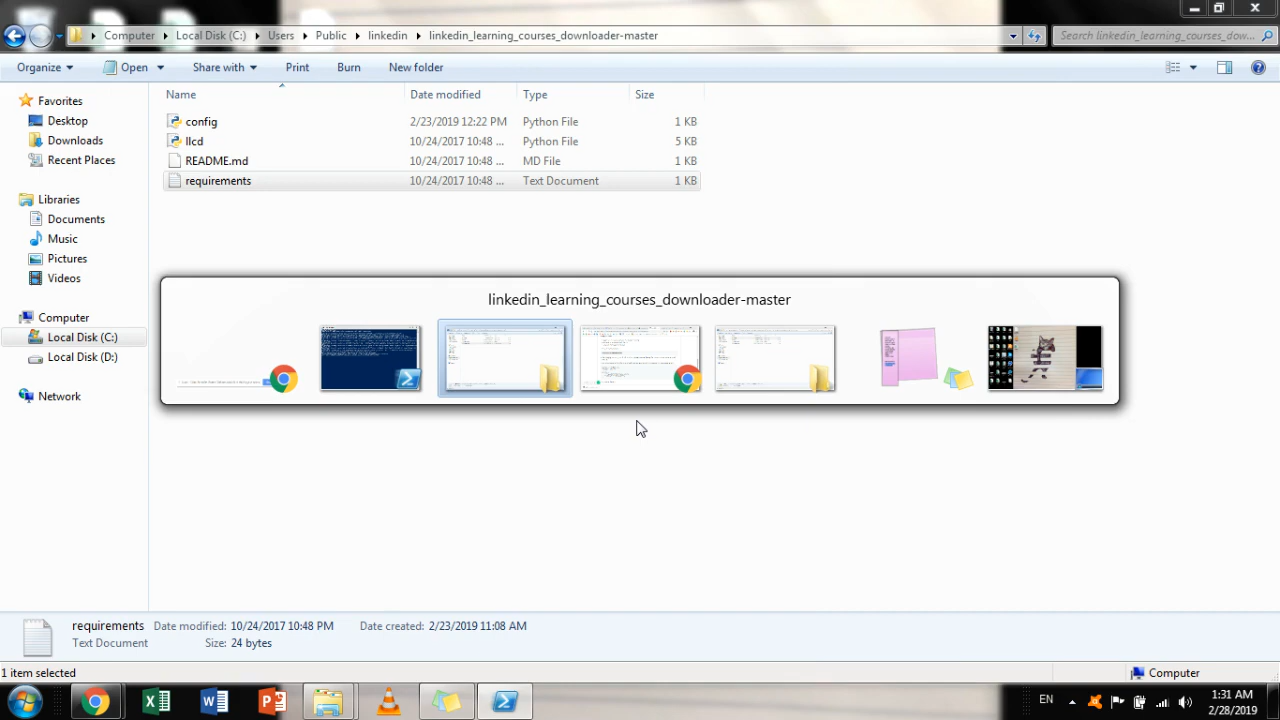 Computer Local Disk (C:) Users Public linkedin linkedin_learning_courses_downloader-master
Search linkedin_learning_courses_dow...
Organize Open Share with Print Burn New folder
Name Date modified Type Size
Favorites
Desktop
Downloads
Recent Places
Libraries
Documents
Music
Pictures
Videos
Computer
Local Disk (C:)
Local Disk (D:)
Network
config 2/23/2019 12:22 PM Python File 1 KB
llcd 10/24/2017 10:48 ... Python File 5 KB
README.md 10/24/2017 10:48 ... MD File 1 KB
requirements 10/24/2017 10:48 ... Text Document 1 KB
linkedin_learning_courses_downloader-master
requirements Date modified: 10/24/2017 10:48 PM Date created: 2/23/2019 11:08 AM
Text Document Size: 24 bytes
1 item selected
Computer
EN
1:31 AM
2/28/2019